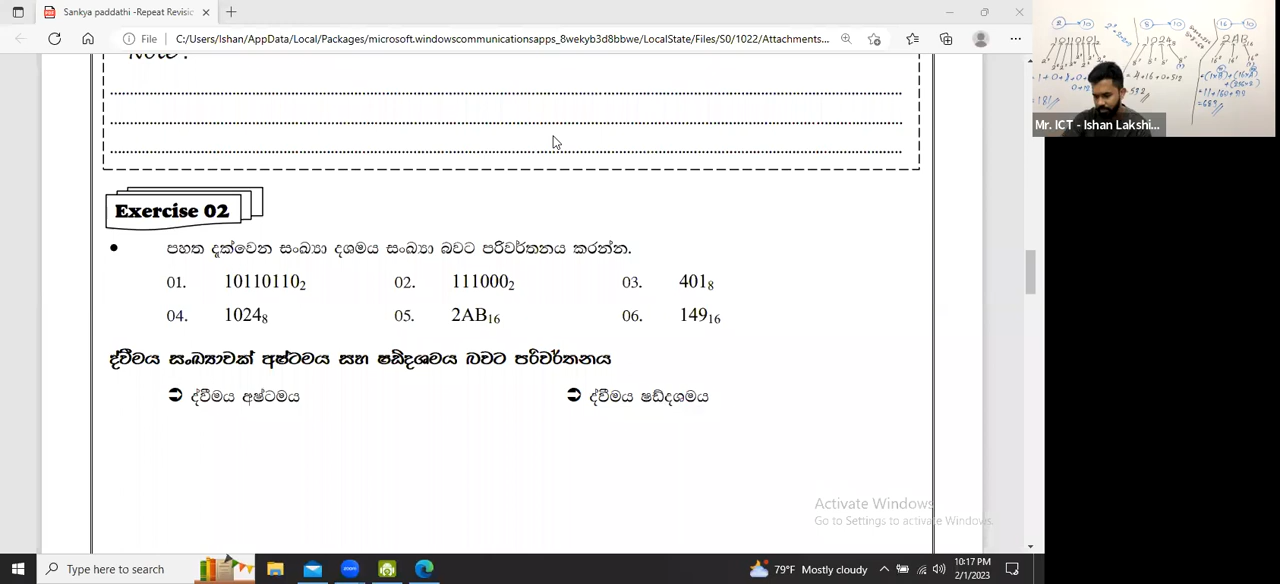 Sankya paddathi -Repeat Revisio
File
C:/Users/Ishan/AppData/Local/Packages/microsoft.windowscommunicationsapps_8wekyb3d8bbwe/LocalState/Files/S0/1022/Attachments...
Exercise 02
පහත දැක්වෙන සංඛ්‍යා දශමය සංඛ්‍යා බවට පරිවර්තනය කරන්න.
01. 10110110₂ 02. 111000₂ 03. 401₈
04. 1024₈ 05. 2AB₁₆ 06. 149₁₆
ද්වීමය සංඛ්‍යාවක් අෂ්ටමය සහ ෂඩ්දශමය බවට පරිවර්තනය
ද්වීමය අෂ්ටමය ද්වීමය ෂඩ්දශමය
Mr. ICT - Ishan Lakshi...
Activate Windows
Go to Settings to activate Windows.
Type here to search
zoom
79°F Mostly cloudy
10:17 PM
2/1/2023